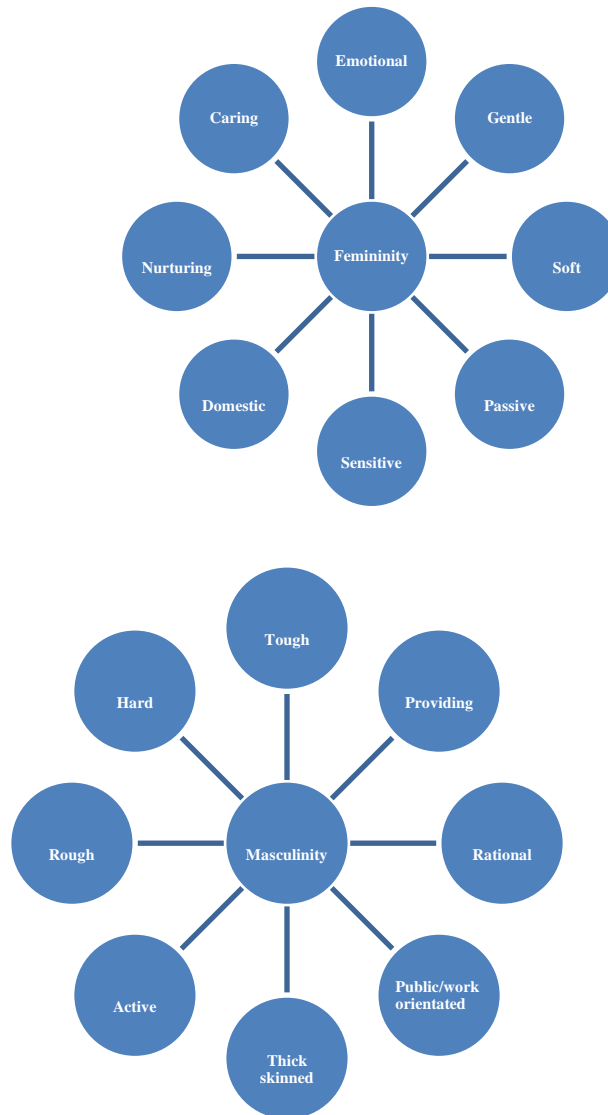 Emotional
Caring
Gentle
Nurturing
Femininity
Soft
Domestic
Passive
Sensitive
Tough
Hard
Providing
Rough
Masculinity
Rational
Active
Public/work
orientated
Thick
skinned